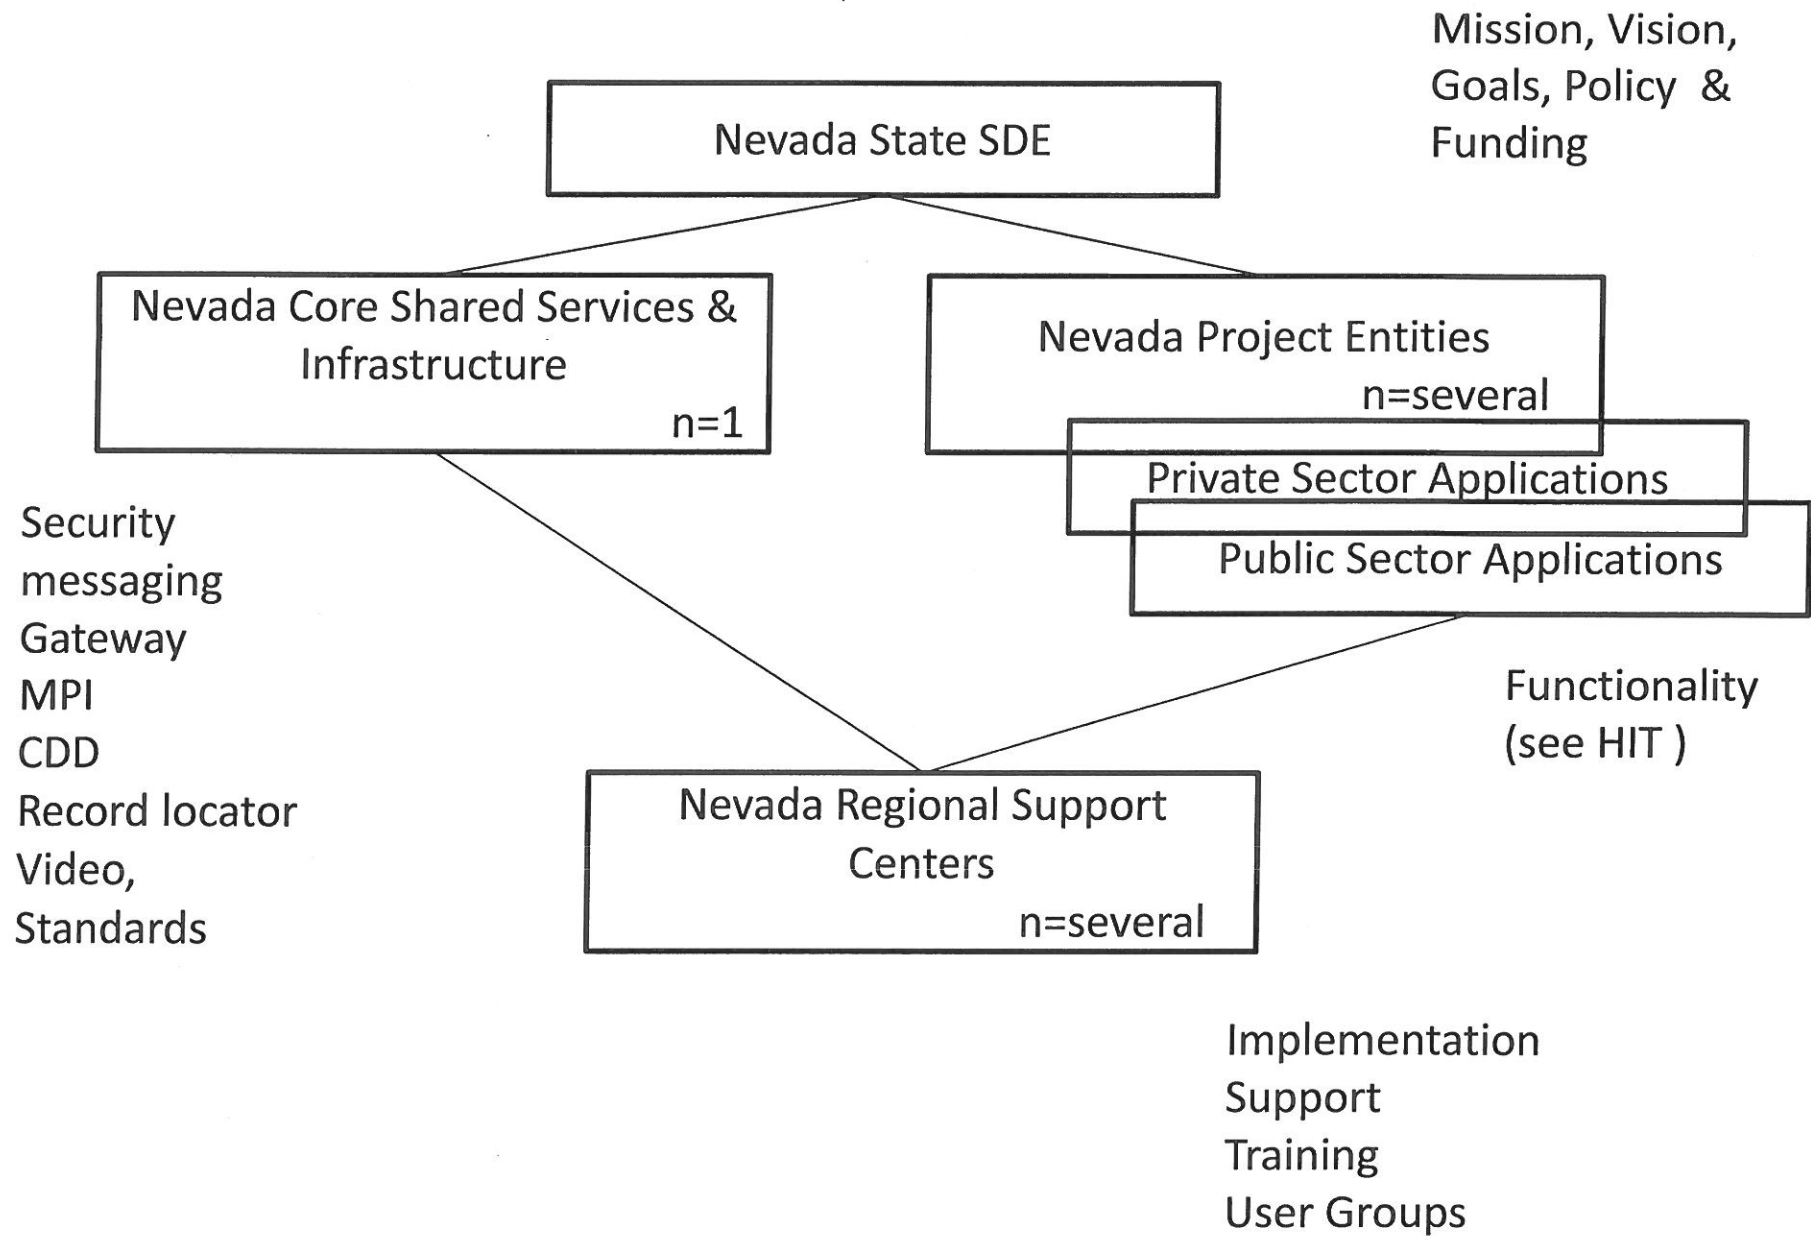 Mission, Vision,
Goals, Policy & 
Funding
Nevada State SDE
Nevada Core Shared Services &
Infrastructure
n=1
Nevada Project Entities
n=several
Private Sector Applications
Public Sector Applications
Security
messaging
Gateway
MPI
CDD
Record locator
Video,
Standards
Functionality
(see HIT )
Nevada Regional Support
Centers
n=several
Implementation
Support
Training
User Groups